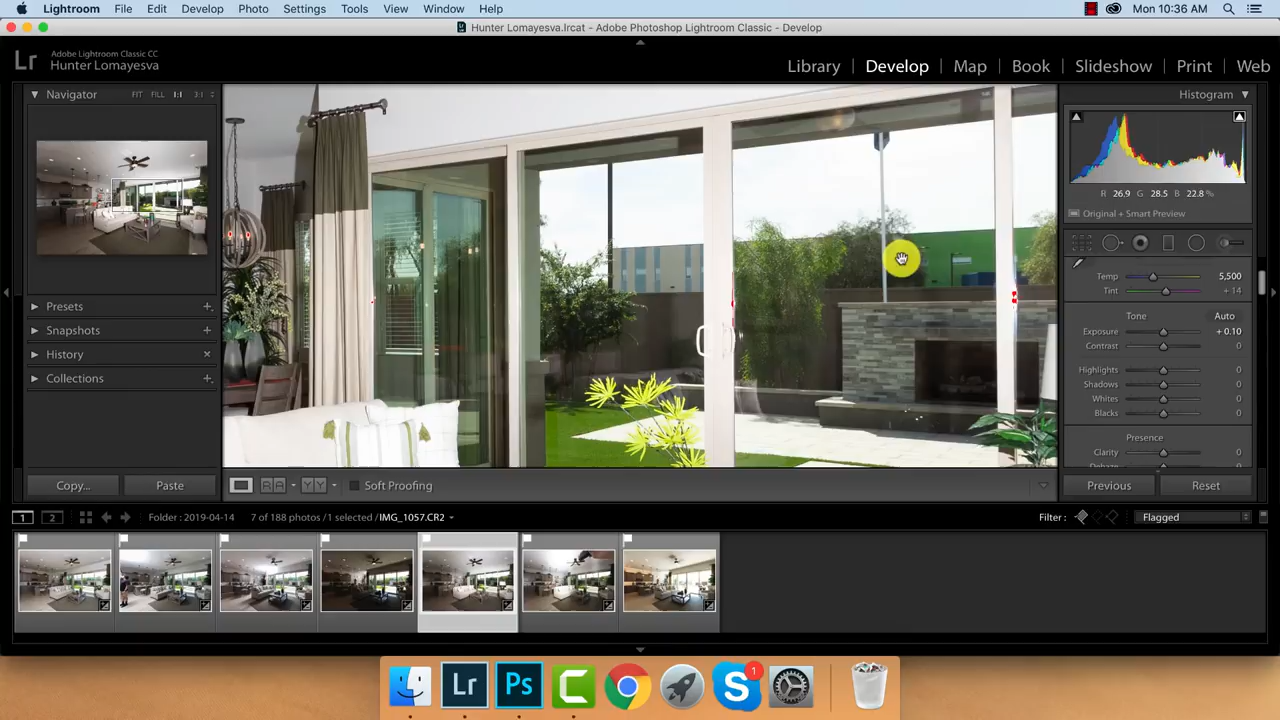 Lightroom File Edit Develop Photo Settings Tools View Window Help Mon 10:36 AM
Hunter Lomayesva.lrcat - Adobe Photoshop Lightroom Classic - Develop
Lr Adobe Lightroom Classic CC
Hunter Lomayesva
Library | Develop | Map | Book | Slideshow | Print | Web
Navigator FIT FILL 1:1 3:1
Histogram
R 26.9 G 28.5 B 22.8 %
Original + Smart Preview
Temp 5,500
Tint + 14
Tone Auto
Exposure + 0.10
Contrast 0
Highlights 0
Shadows 0
Whites 0
Blacks 0
Presence
Clarity 0
Dehaze
Presets
Snapshots
History
Collections
Copy... Paste
R A Y Y Soft Proofing
Previous Reset
1 2 Folder : 2019-04-14 7 of 188 photos / 1 selected / IMG_1057.CR2
Filter : Flagged
Lr Ps C S 1